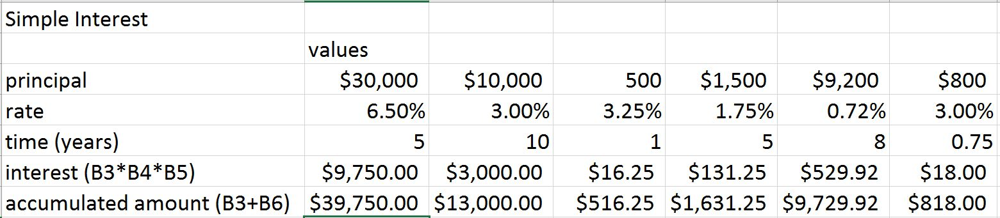 Simple Interest
values
principal $30,000 $10,000 500 $1,500 $9,200 $800
rate 6.50% 3.00% 3.25% 1.75% 0.72% 3.00%
time (years) 5 10 1 5 8 0.75
interest (B3*B4*B5) $9,750.00 $3,000.00 $16.25 $131.25 $529.92 $18.00
accumulated amount (B3+B6) $39,750.00 $13,000.00 $516.25 $1,631.25 $9,729.92 $818.00